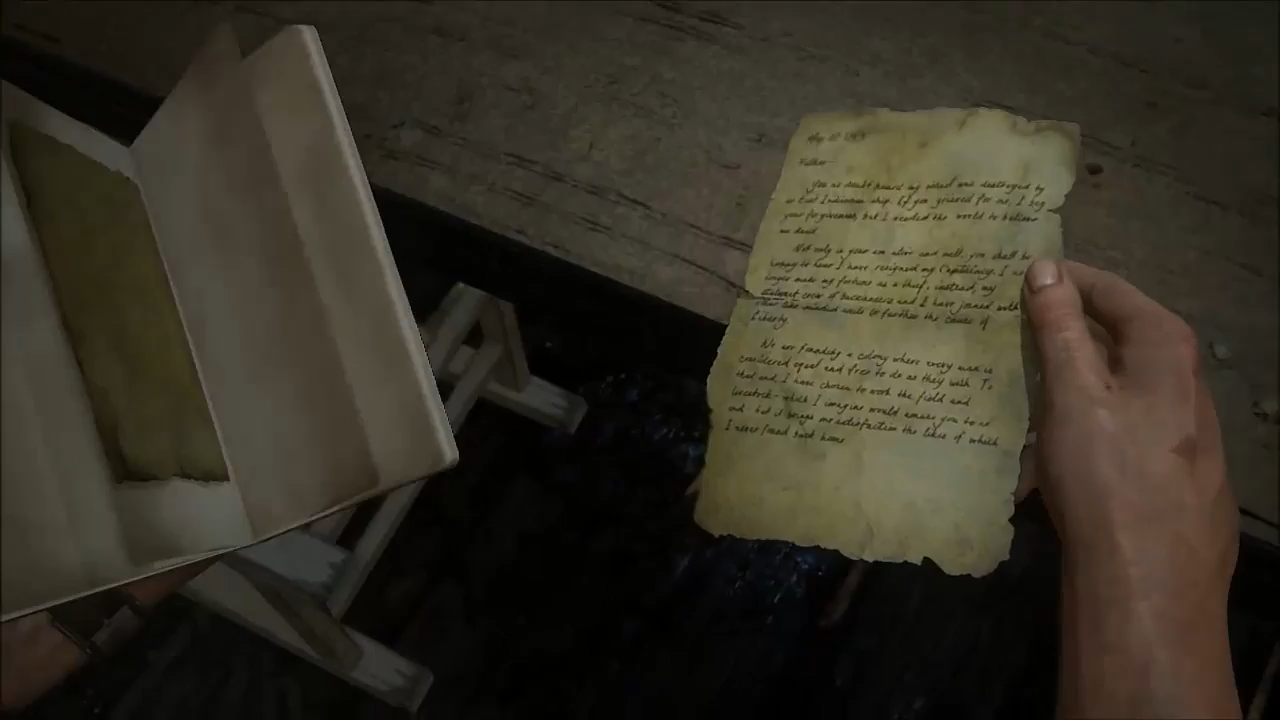 Father—
You no doubt heard my vessel was destroyed by
an East Indiaman ship. If you grieved for me, I beg
your forgiveness, but I needed the world to believe
me dead.
Not only is your son alive and well, you shall be
happy to hear I have resigned my Captaincy. I no
longer make my fortune as a thief, instead, my
stalwart crew of buccaneers and I have joined with
other like minded souls to further the cause of
liberty.
We are founding a colony where every man is
considered equal and free to do as they wish. To
that end, I have chosen to work the field and
livestock - which I imagine would amuse you to no
end - but it brings me satisfaction the likes of which
I never found back home.